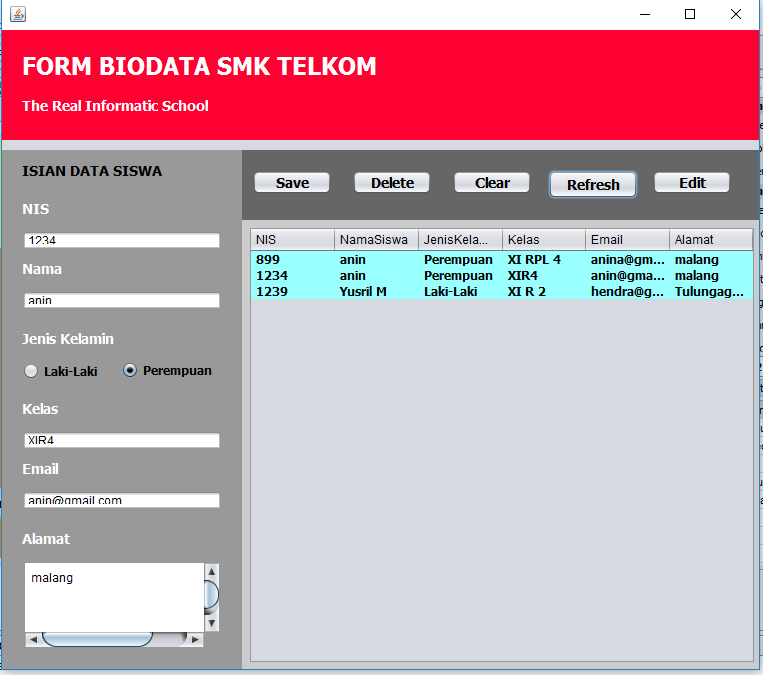 FORM BIODATA SMK TELKOM
The Real Informatic School
ISIAN DATA SISWA
NIS
1234
Nama
anin
Jenis Kelamin
Laki-Laki Perempuan
Kelas
XIR4
Email
anin@gmail.com
Alamat
malang
Save Delete Clear Refresh Edit
NIS NamaSiswa JenisKela... Kelas Email Alamat
899 anin Perempuan XI RPL 4 anina@gm... malang
1234 anin Perempuan XIR4 anin@gma... malang
1239 Yusril M Laki-Laki XI R 2 hendra@g... Tulungag...